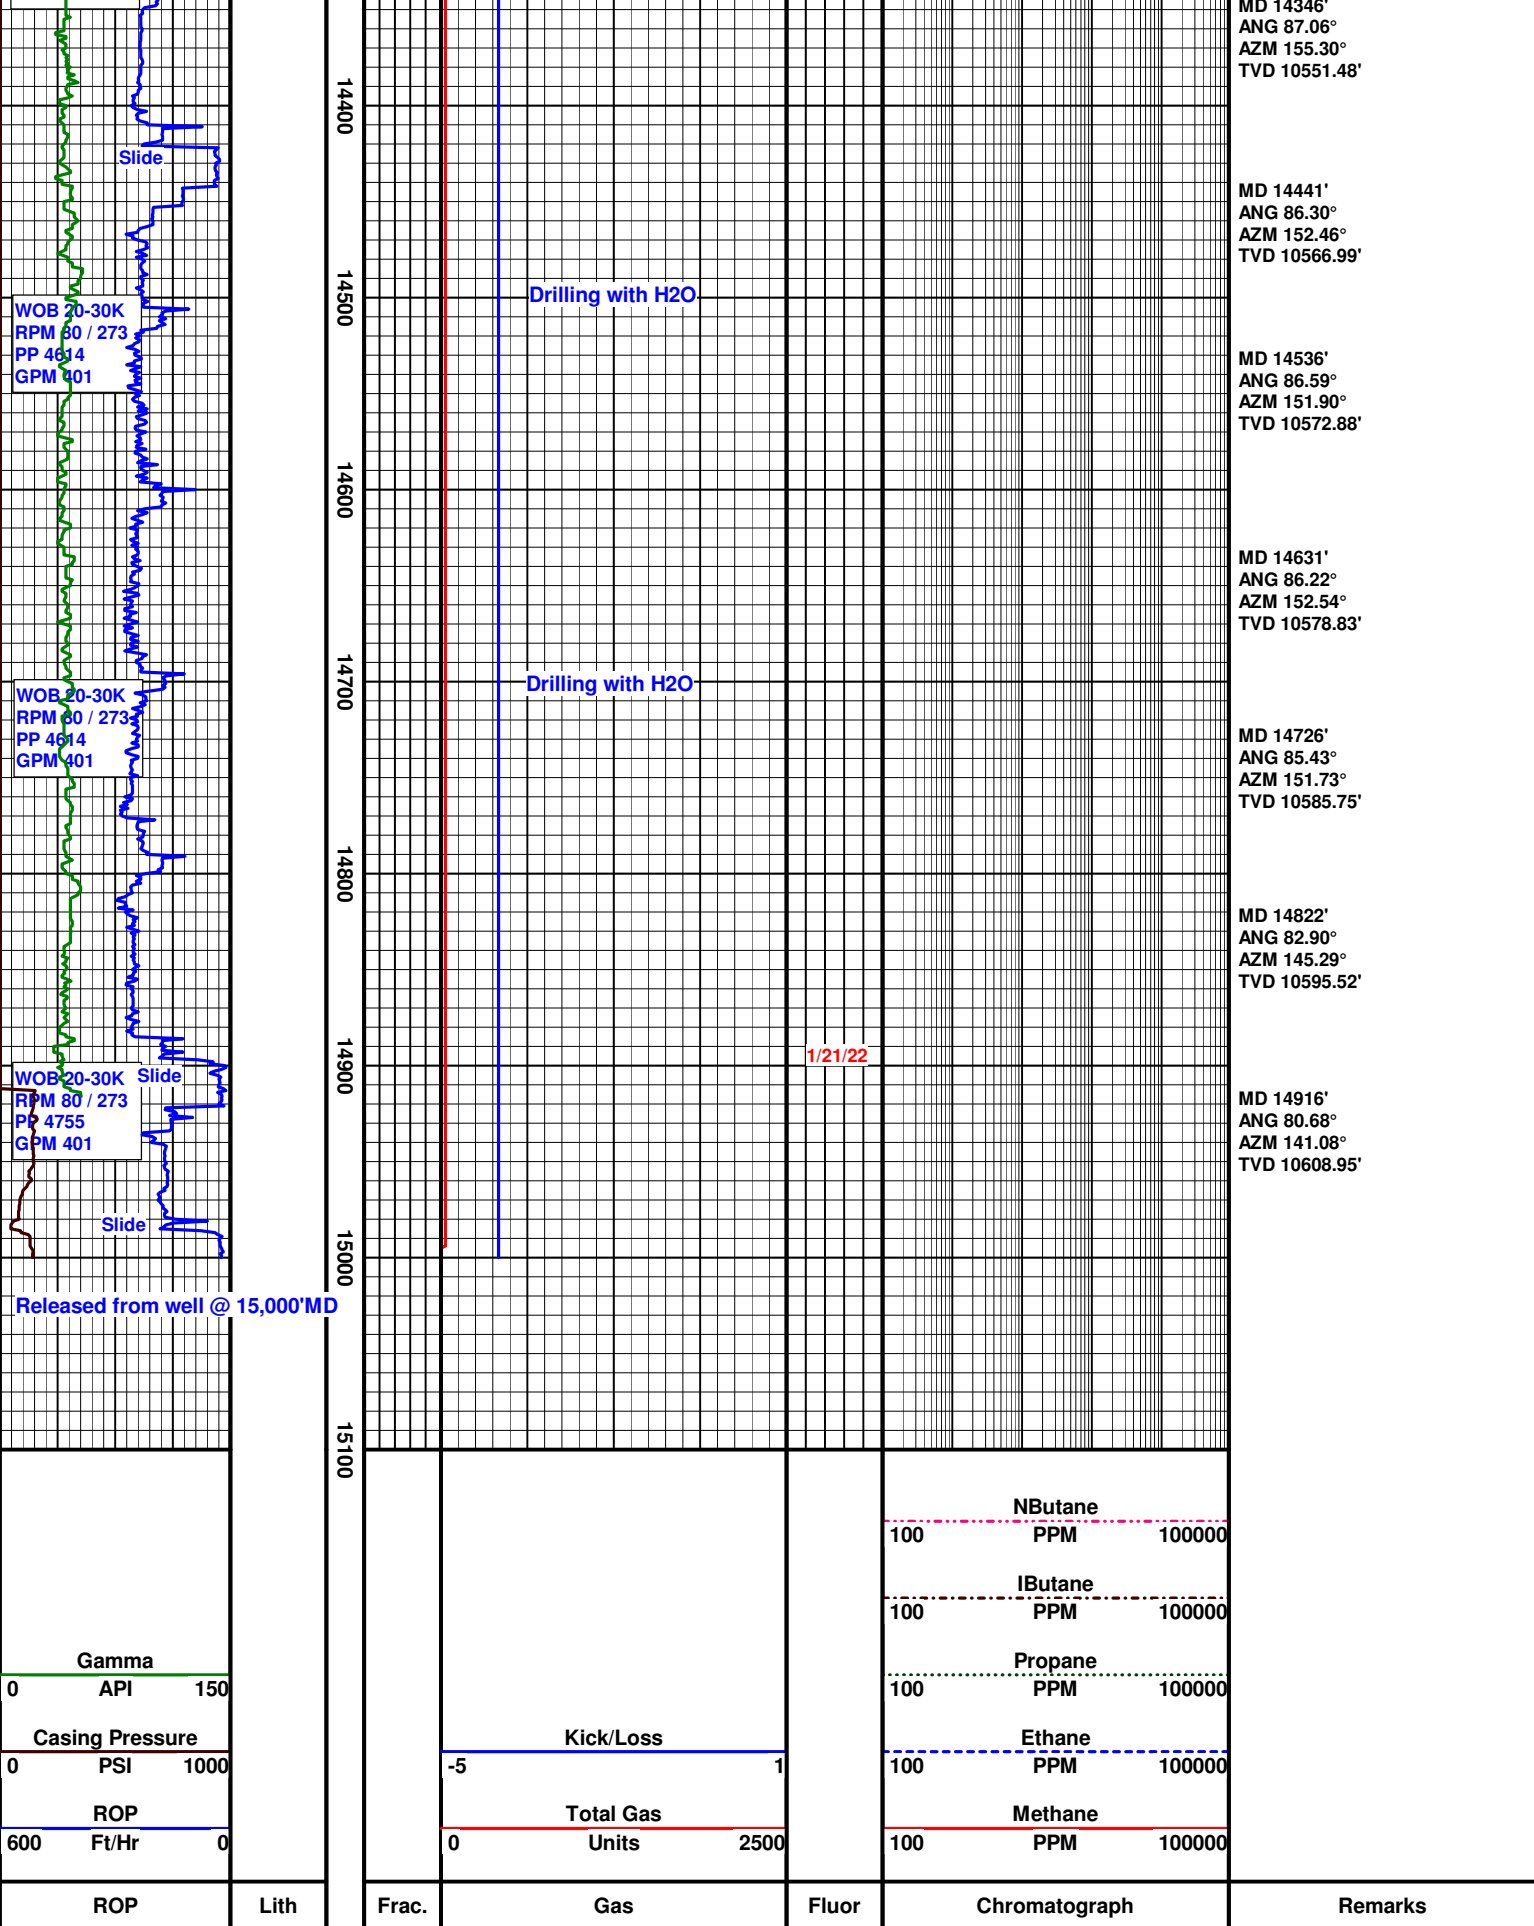 MD 14346'
ANG 87.06°
AZM 155.30°
TVD 10551.48'
14400
Slide
MD 14441'
ANG 86.30°
AZM 152.46°
TVD 10566.99'
14500
Drilling with H2O
WOB 20-30K
RPM 80 / 273
PP 4614
GPM 401
MD 14536'
ANG 86.59°
AZM 151.90°
TVD 10572.88'
14600
MD 14631'
ANG 86.22°
AZM 152.54°
TVD 10578.83'
14700
Drilling with H2O
WOB 20-30K
RPM 80 / 273
PP 4614
GPM 401
MD 14726'
ANG 85.43°
AZM 151.73°
TVD 10585.75'
14800
MD 14822'
ANG 82.90°
AZM 145.29°
TVD 10595.52'
14900
1/21/22
Slide
WOB 20-30K
RPM 80 / 273
PP 4755
GPM 401
MD 14916'
ANG 80.68°
AZM 141.08°
TVD 10608.95'
Slide
15000
Released from well @ 15,000'MD
15100
NButane
100 PPM 100000
IButane
100 PPM 100000
Gamma
0 API 150
Propane
100 PPM 100000
Casing Pressure
0 PSI 1000
Kick/Loss
-5 1
Ethane
100 PPM 100000
ROP
600 Ft/Hr 0
Total Gas
0 Units 2500
Methane
100 PPM 100000
ROP Lith Frac. Gas Fluor Chromatograph Remarks